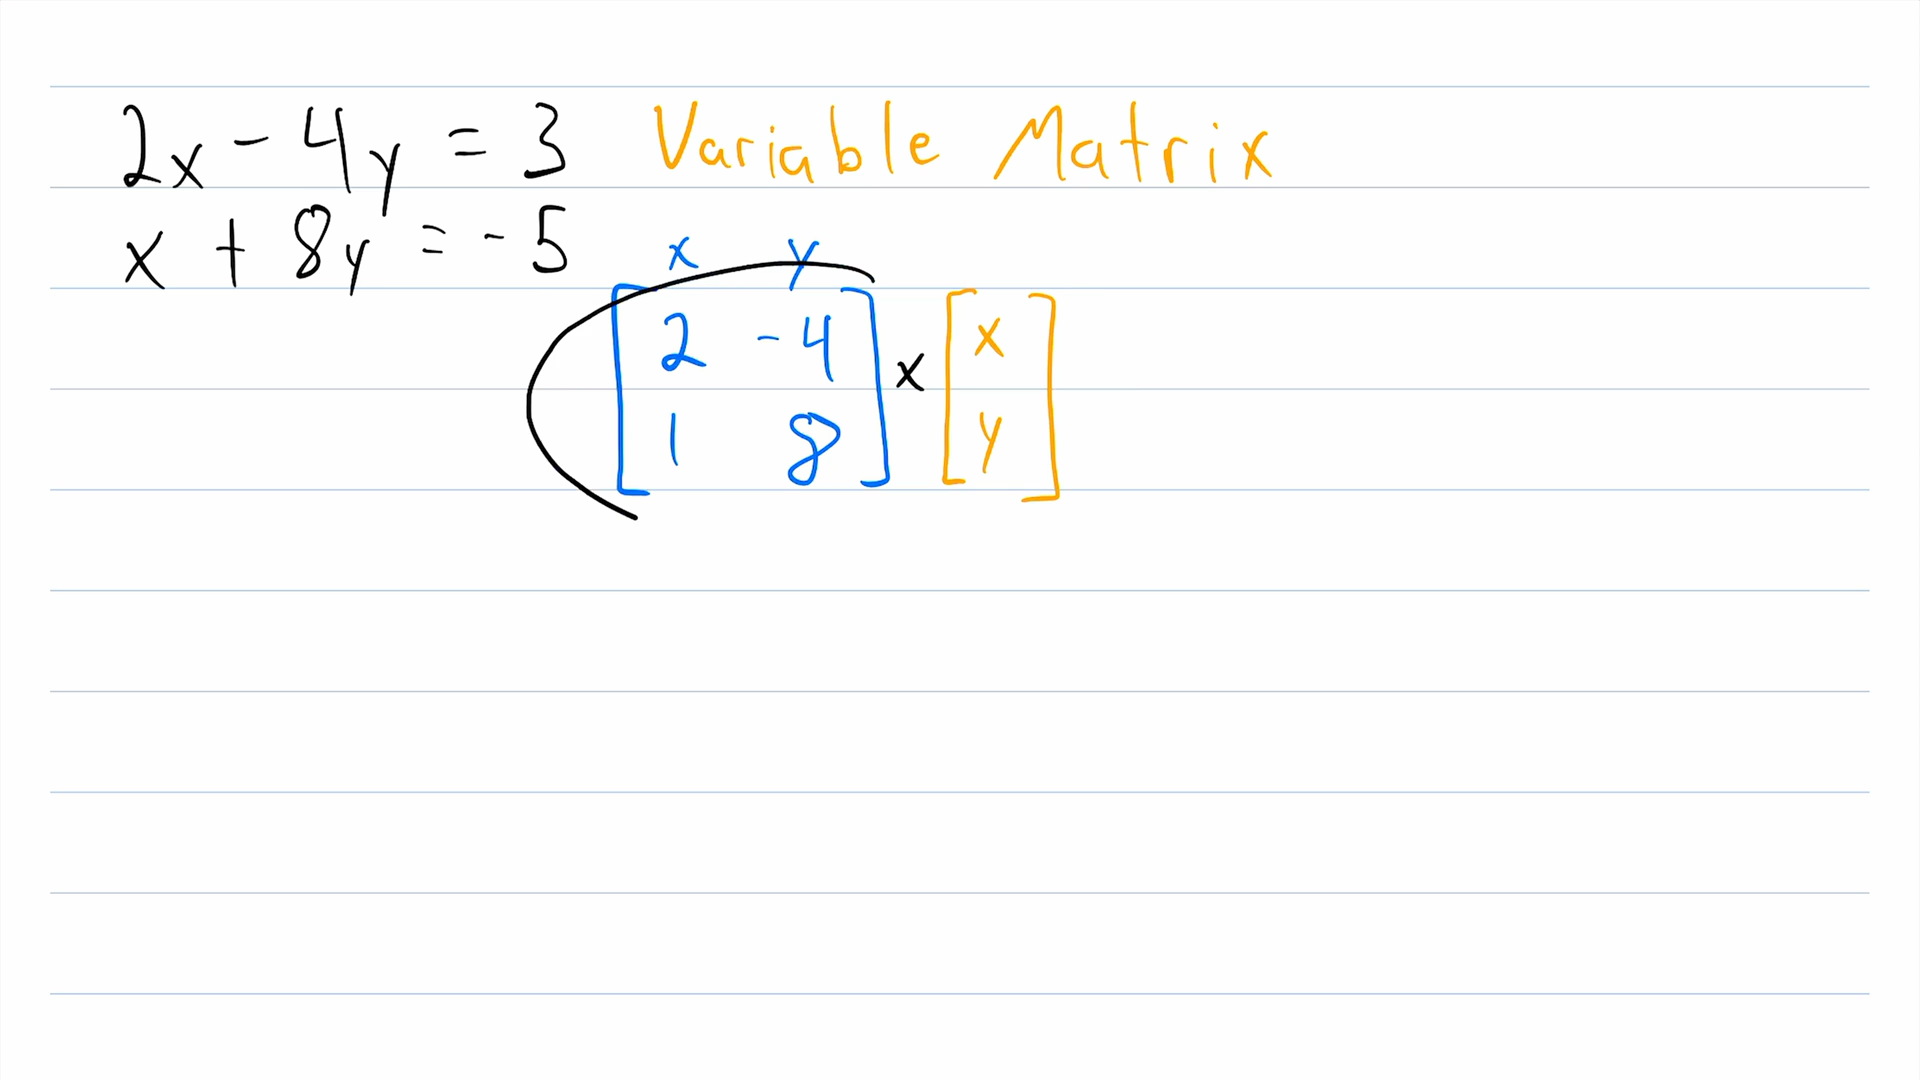 2x - 4y = 3 Variable Matrix
x + 8y = -5
x y
[2 -4] x [x]
[1 8] [y]